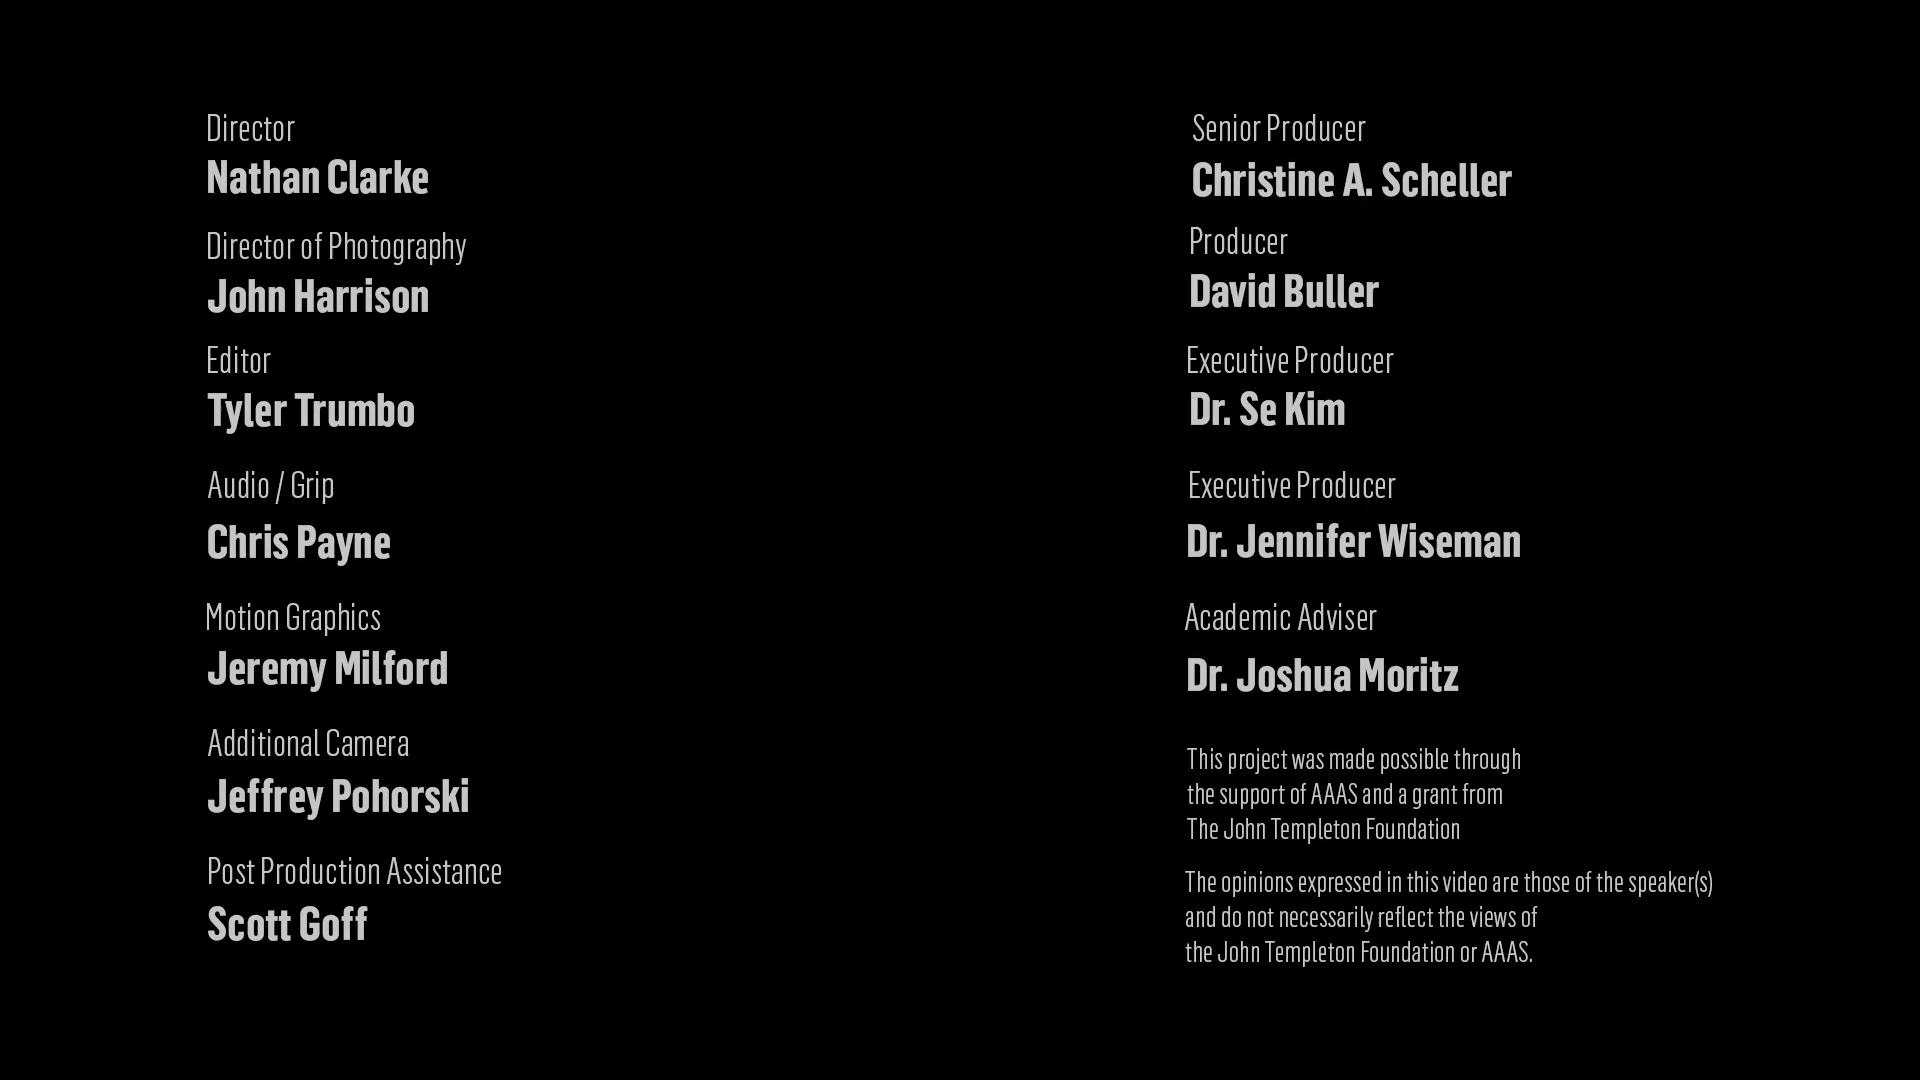 Director
Nathan Clarke
Director of Photography
John Harrison
Editor
Tyler Trumbo
Audio / Grip
Chris Payne
Motion Graphics
Jeremy Milford
Additional Camera
Jeffrey Pohorski
Post Production Assistance
Scott Goff
Senior Producer
Christine A. Scheller
Producer
David Buller
Executive Producer
Dr. Se Kim
Executive Producer
Dr. Jennifer Wiseman
Academic Adviser
Dr. Joshua Moritz
This project was made possible through
the support of AAAS and a grant from
The John Templeton Foundation
The opinions expressed in this video are those of the speaker(s)
and do not necessarily reflect the views of
the John Templeton Foundation or AAAS.